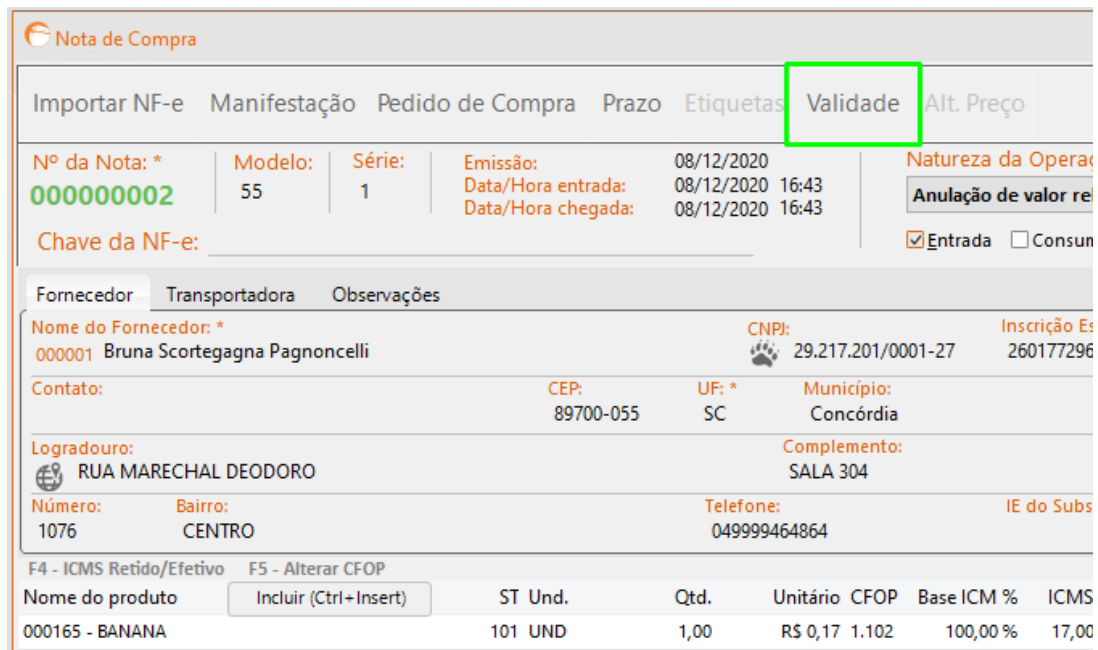 Nota de Compra
Importar NF-e Manifestação Pedido de Compra Prazo Etiquetas Validade Alt. Preço
Nº da Nota: * Modelo: Série: Emissão: 08/12/2020 Natureza da
000000002 55 1 Data/Hora entrada: 08/12/2020 16:43 Anulação de valor
Data/Hora chegada: 08/12/2020 16:43
Chave da NF-e: Entrada
Fornecedor Transportadora Observações
Nome do Fornecedor: * CNPJ: Inscrição
000001 Bruna Scortegagna Pagnoncelli 29.217.201/0001-27 260177296
Contato: CEP: UF: * Município:
89700-055 SC Concórdia
Logradouro: Complemento:
RUA MARECHAL DEODORO SALA 304
Número: Bairro: Telefone: IE do
1076 CENTRO 049999464864
F4 - ICMS Retido/Efetivo F5 - Alterar CFOP
Nome do produto Incluir (Ctrl+Insert) ST Und. Qtd. Unitário CFOP Base ICM % ICMS
000165 - BANANA 101 UND 1,00 R$ 0,17 1.102 100,00 % 17,00